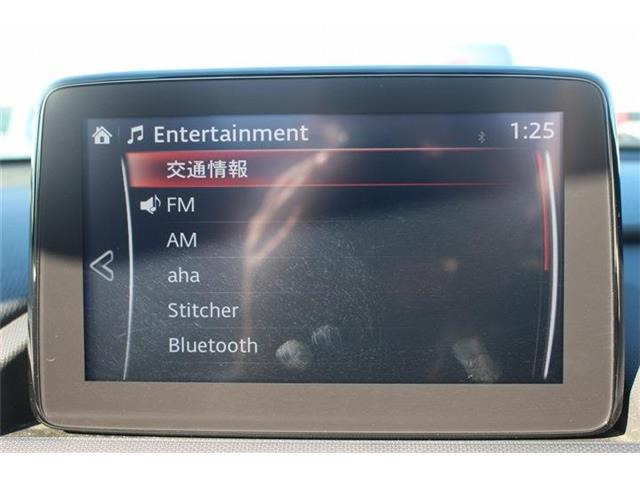 Entertainment 1:25
交通情報
FM
AM
aha
Stitcher
Bluetooth